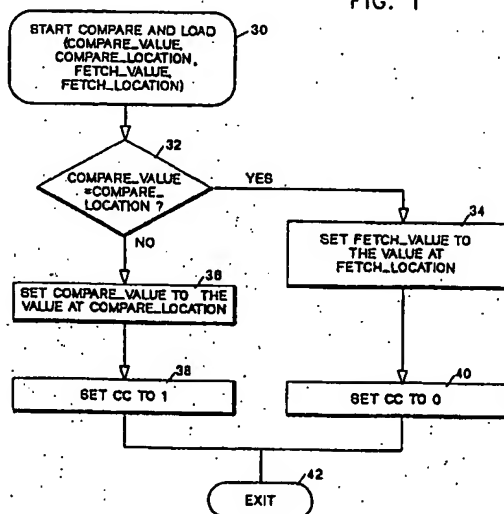 FIG. 1
30
START COMPARE AND LOAD
(COMPARE_VALUE,
COMPARE_LOCATION,
FETCH_VALUE,
FETCH_LOCATION)
32
COMPARE_VALUE
=COMPARE_
LOCATION ?
YES
NO
34
SET FETCH_VALUE TO
THE VALUE AT
FETCH_LOCATION
36
SET COMPARE_VALUE TO THE
VALUE AT COMPARE_LOCATION
38
SET CC TO 1
40
SET CC TO 0
42
EXIT